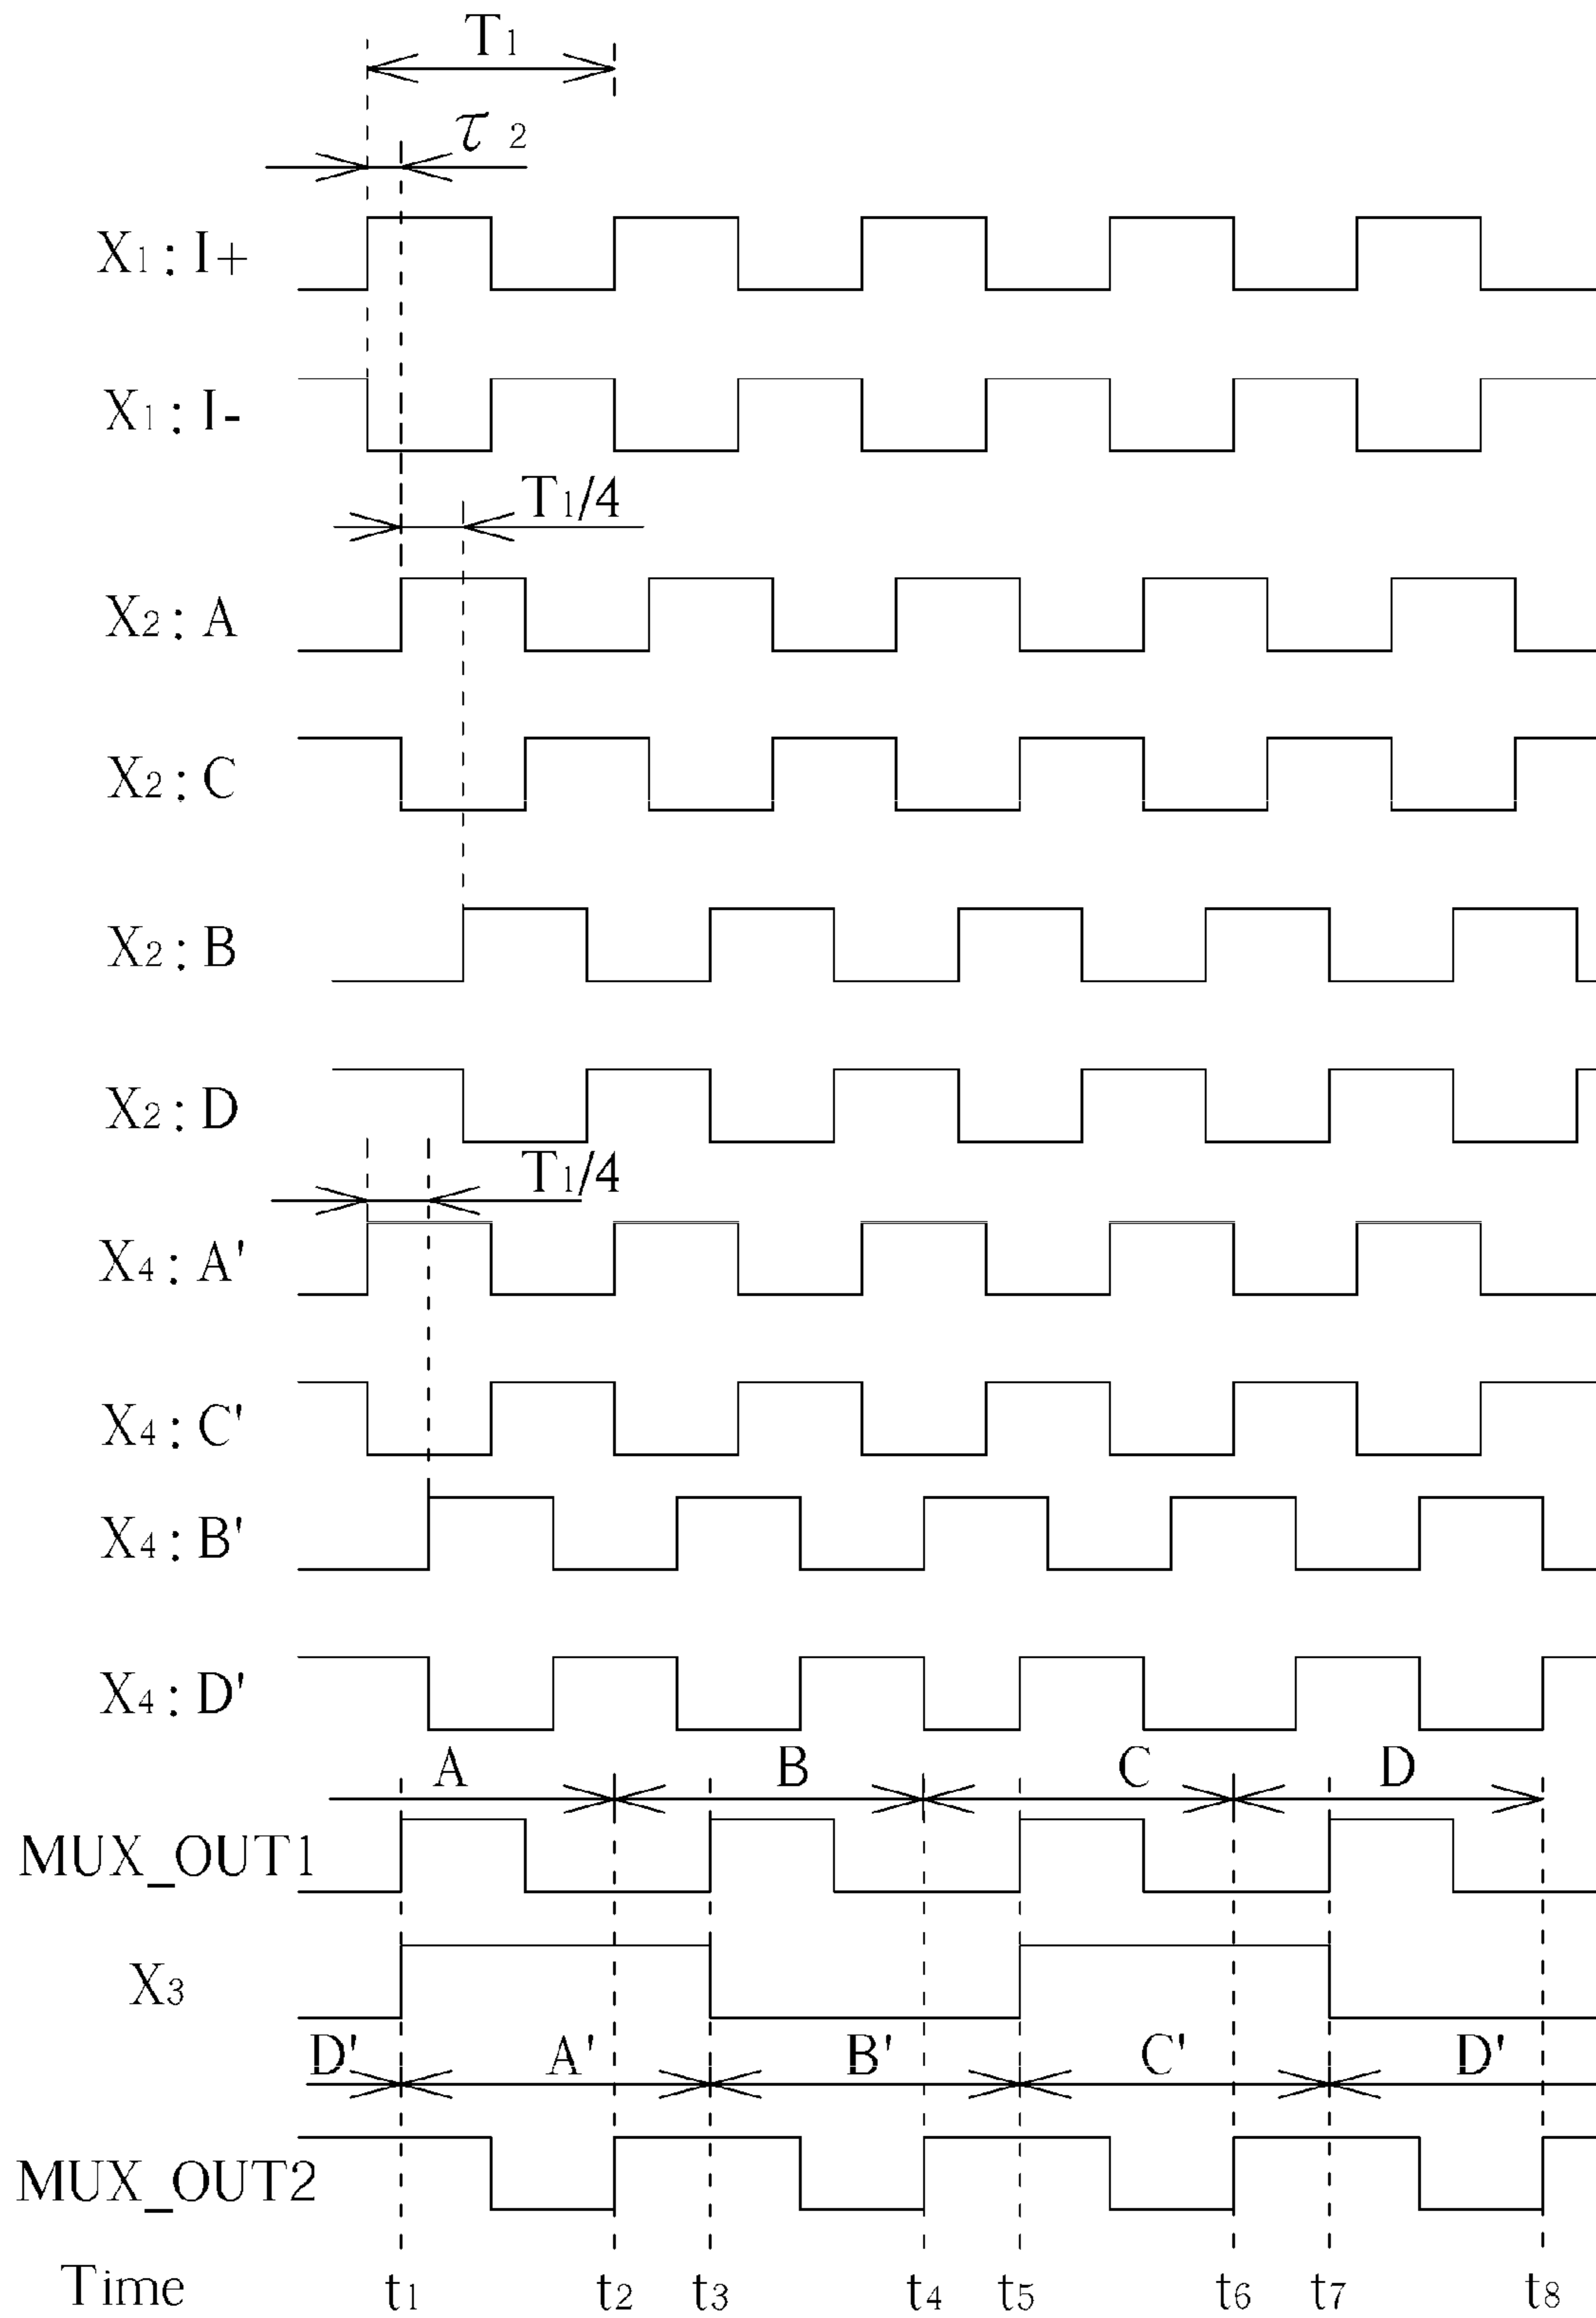 T1
τ2
X1: I+
X1: I-
T1/4
X2: A
X2: C
X2: B
X2: D
T1/4
X4: A'
X4: C'
X4: B'
X4: D'
A B C D
MUX_OUT1
X3
D' A' B' C' D'
MUX_OUT2
Time t1 t2 t3 t4 t5 t6 t7 t8